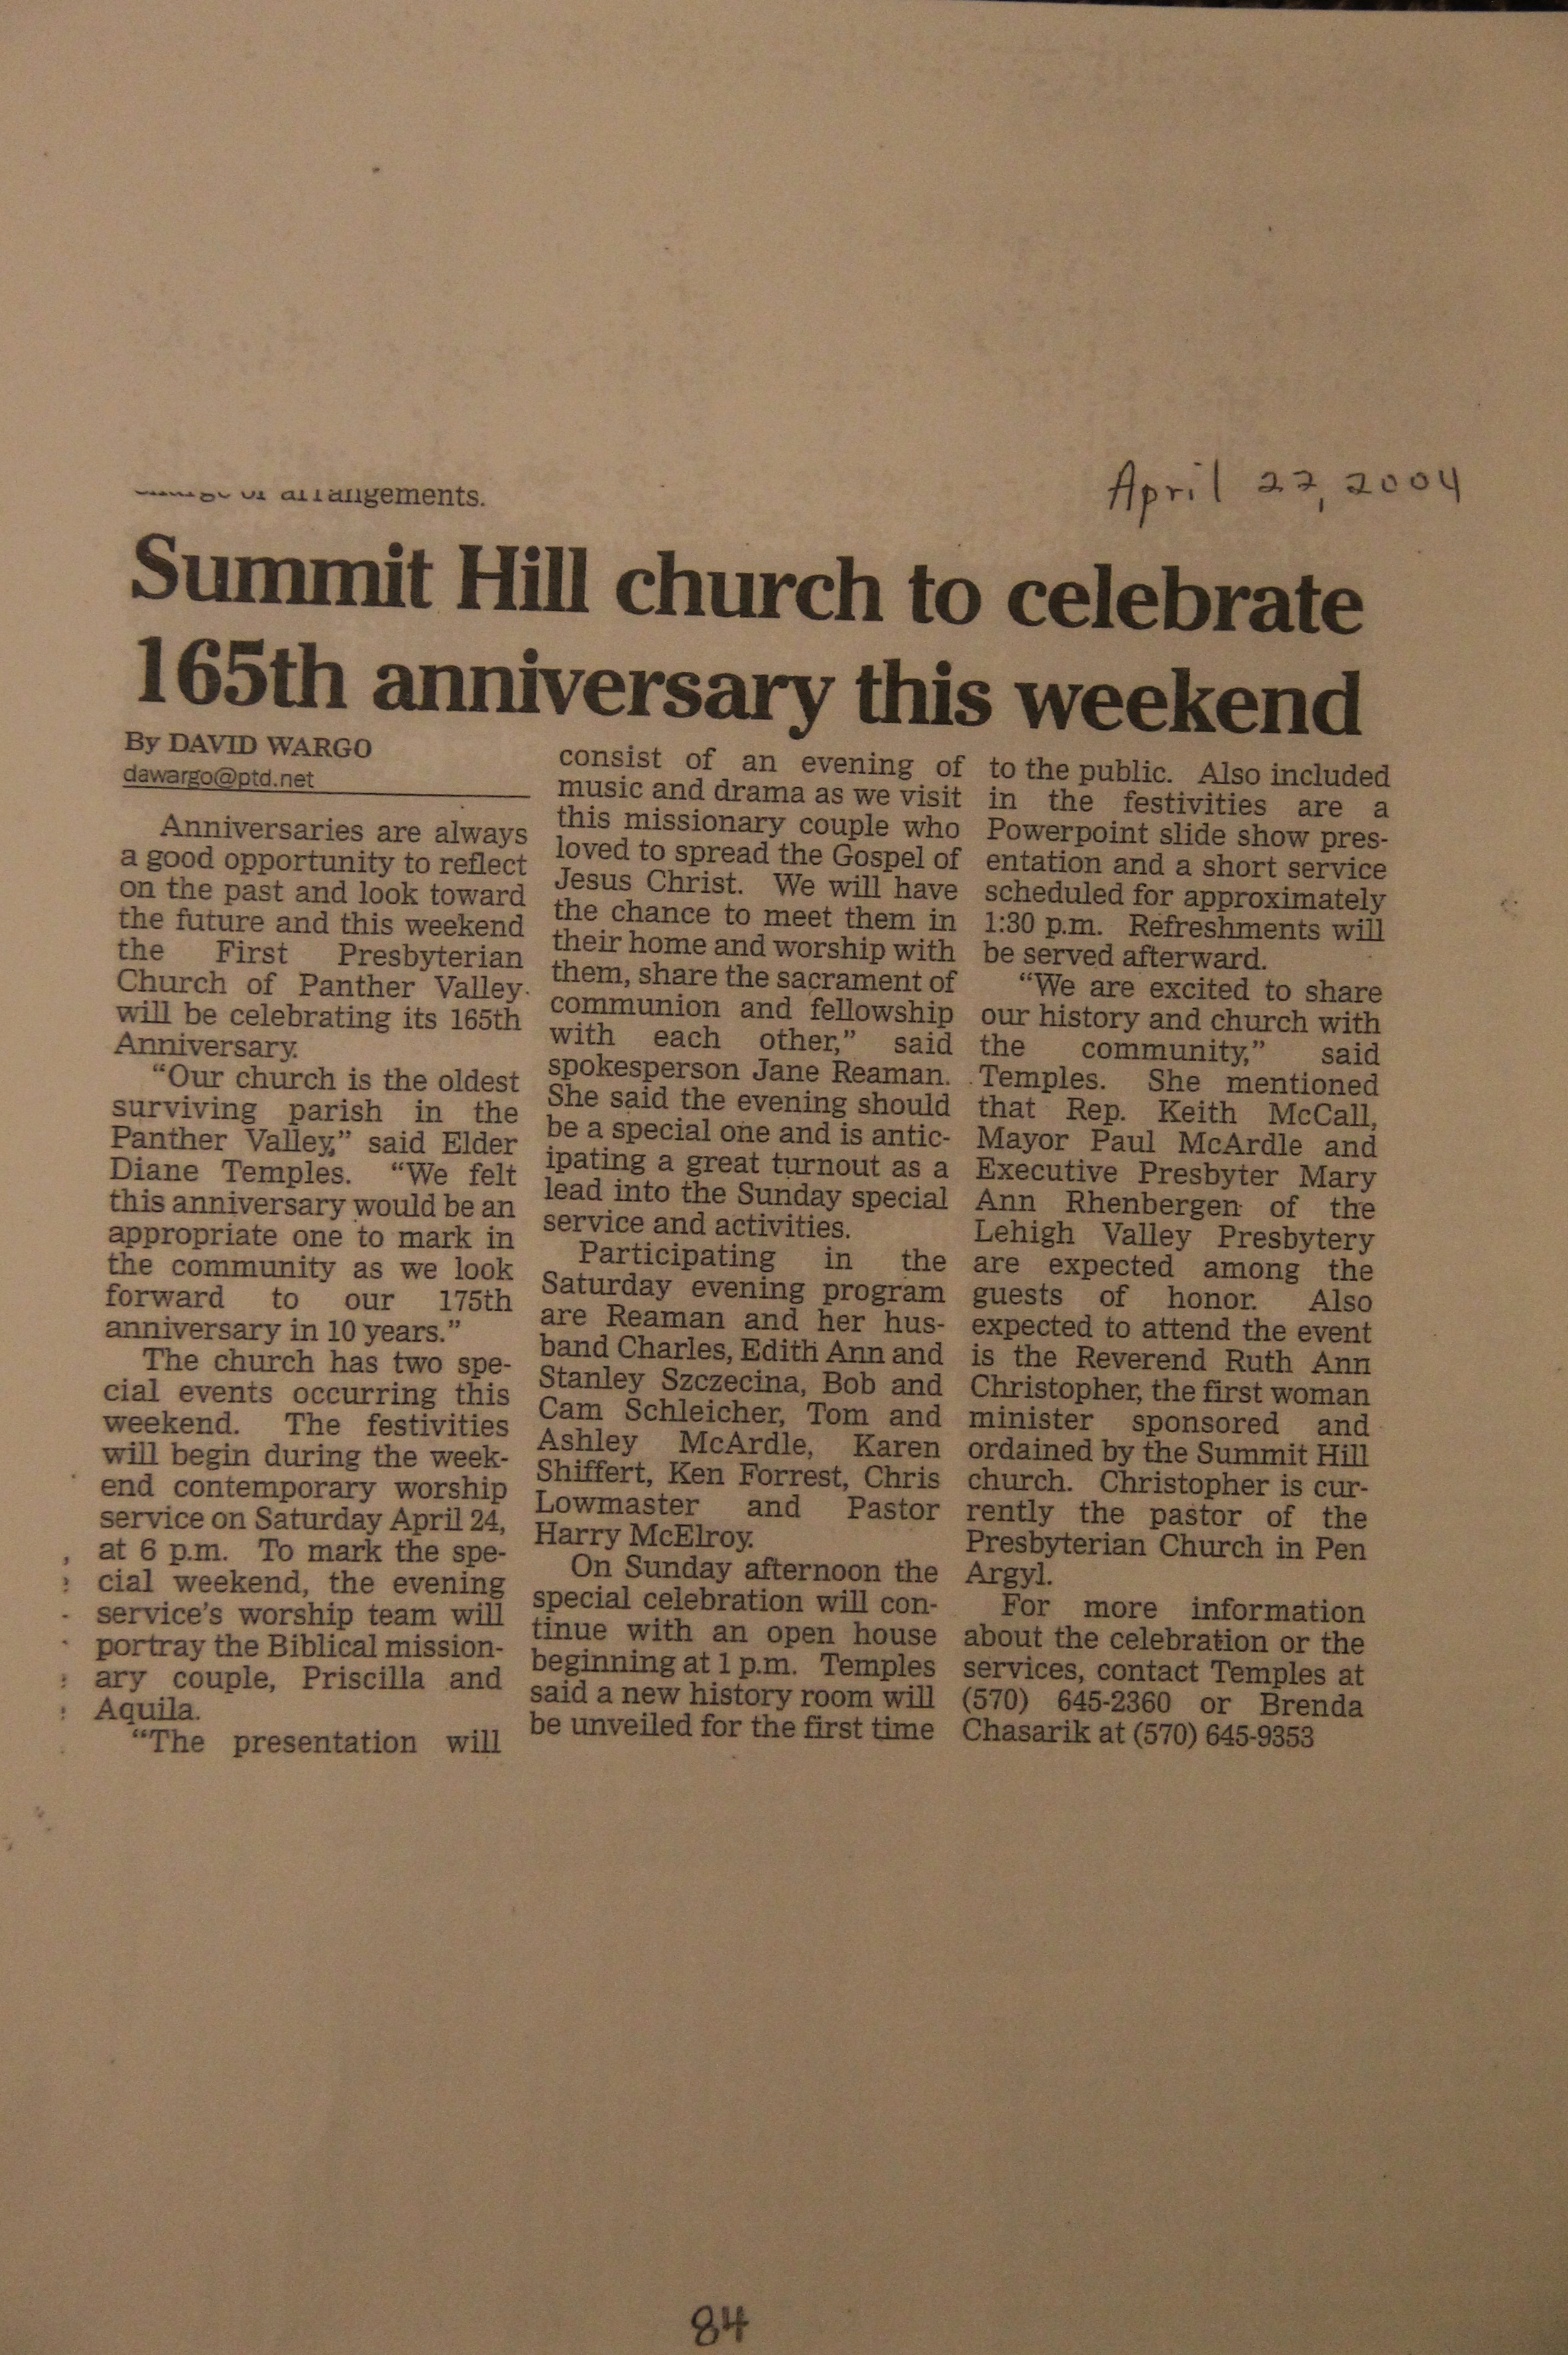 arrangements.
April 22, 2004
Summit Hill church to celebrate
165th anniversary this weekend
By DAVID WARGO
dawargo@ptd.net
Anniversaries are always
a good opportunity to reflect
on the past and look toward
the future and this weekend
the First Presbyterian
Church of Panther Valley
will be celebrating its 165th
Anniversary.
“Our church is the oldest
surviving parish in the
Panther Valley,” said Elder
Diane Temples. “We felt
this anniversary would be an
appropriate one to mark in
the community as we look
forward to our 175th
anniversary in 10 years.”
The church has two spe-
cial events occurring this
weekend. The festivities
will begin during the week-
end contemporary worship
service on Saturday April 24,
at 6 p.m. To mark the spe-
cial weekend, the evening
service’s worship team will
portray the Biblical mission-
ary couple, Priscilla and
Aquila.
“The presentation will
consist of an evening of
music and drama as we visit
this missionary couple who
loved to spread the Gospel of
Jesus Christ. We will have
the chance to meet them in
their home and worship with
them, share the sacrament of
communion and fellowship
with each other,” said
spokesperson Jane Reaman.
She said the evening should
be a special one and is antic-
ipating a great turnout as a
lead into the Sunday special
service and activities.
Participating in the
Saturday evening program
are Reaman and her hus-
band Charles, Edith Ann and
Stanley Szczecina, Bob and
Cam Schleicher, Tom and
Ashley McArdle, Karen
Shiffert, Ken Forrest, Chris
Lowmaster and Pastor
Harry McElroy.
On Sunday afternoon the
special celebration will con-
tinue with an open house
beginning at 1 p.m. Temples
said a new history room will
be unveiled for the first time
to the public. Also included
in the festivities are a
Powerpoint slide show pres-
entation and a short service
scheduled for approximately
1:30 p.m. Refreshments will
be served afterward.
“We are excited to share
our history and church with
the community,” said
Temples. She mentioned
that Rep. Keith McCall,
Mayor Paul McArdle and
Executive Presbyter Mary
Ann Rhenbergen of the
Lehigh Valley Presbytery
are expected among the
guests of honor. Also
expected to attend the event
is the Reverend Ruth Ann
Christopher, the first woman
minister sponsored and
ordained by the Summit Hill
church. Christopher is cur-
rently the pastor of the
Presbyterian Church in Pen
Argyl.
For more information
about the celebration or the
services, contact Temples at
(570) 645-2360 or Brenda
Chasarik at (570) 645-9353
84